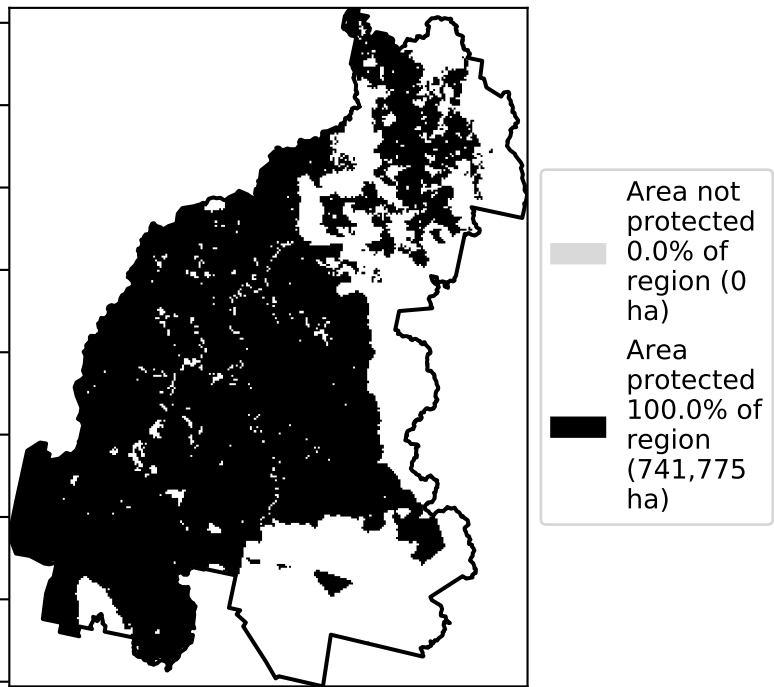 Area not
protected
0.0% of
region (0
ha)
Area
protected
100.0% of
region
(741,775
ha)